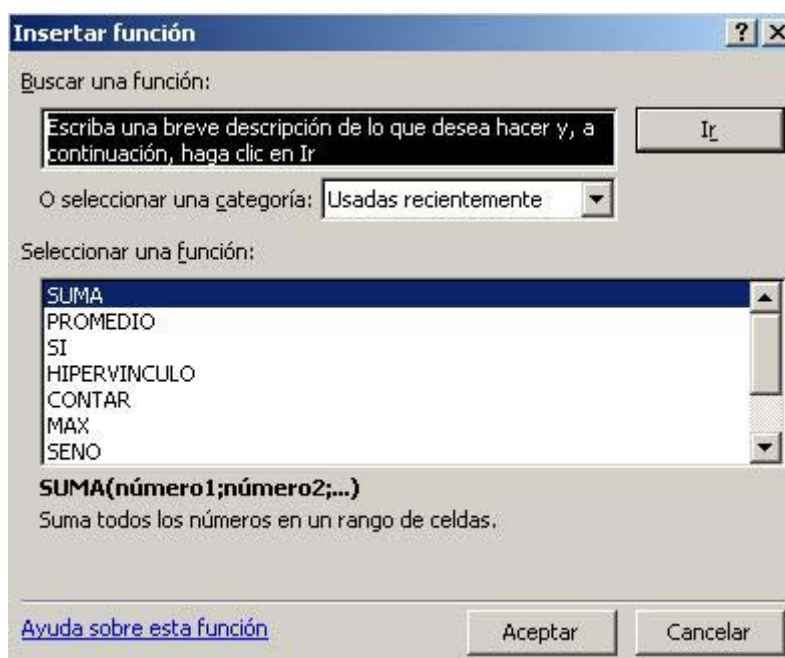 Insertar función
Buscar una función:
Escriba una breve descripción de lo que desea hacer y, a
continuación, haga clic en Ir
Ir
O seleccionar una categoría: Usadas recientemente
Seleccionar una función:
SUMA
PROMEDIO
SI
HIPERVINCULO
CONTAR
MAX
SENO
SUMA(número1;número2;...)
Suma todos los números en un rango de celdas.
Ayuda sobre esta función
Aceptar
Cancelar